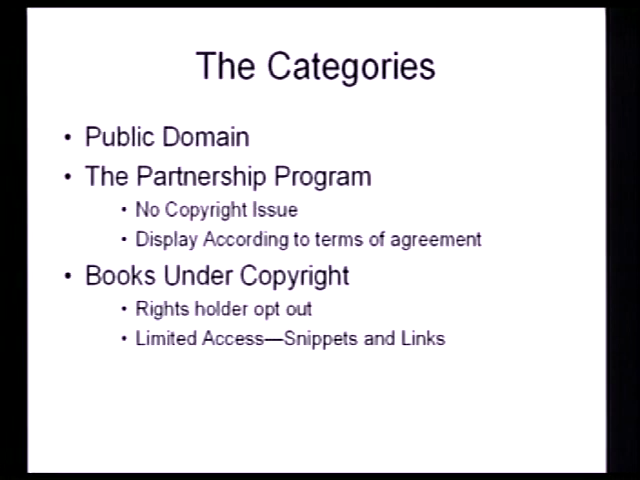 The Categories
• Public Domain
• The Partnership Program
• No Copyright Issue
• Display According to terms of agreement
• Books Under Copyright
• Rights holder opt out
• Limited Access—Snippets and Links